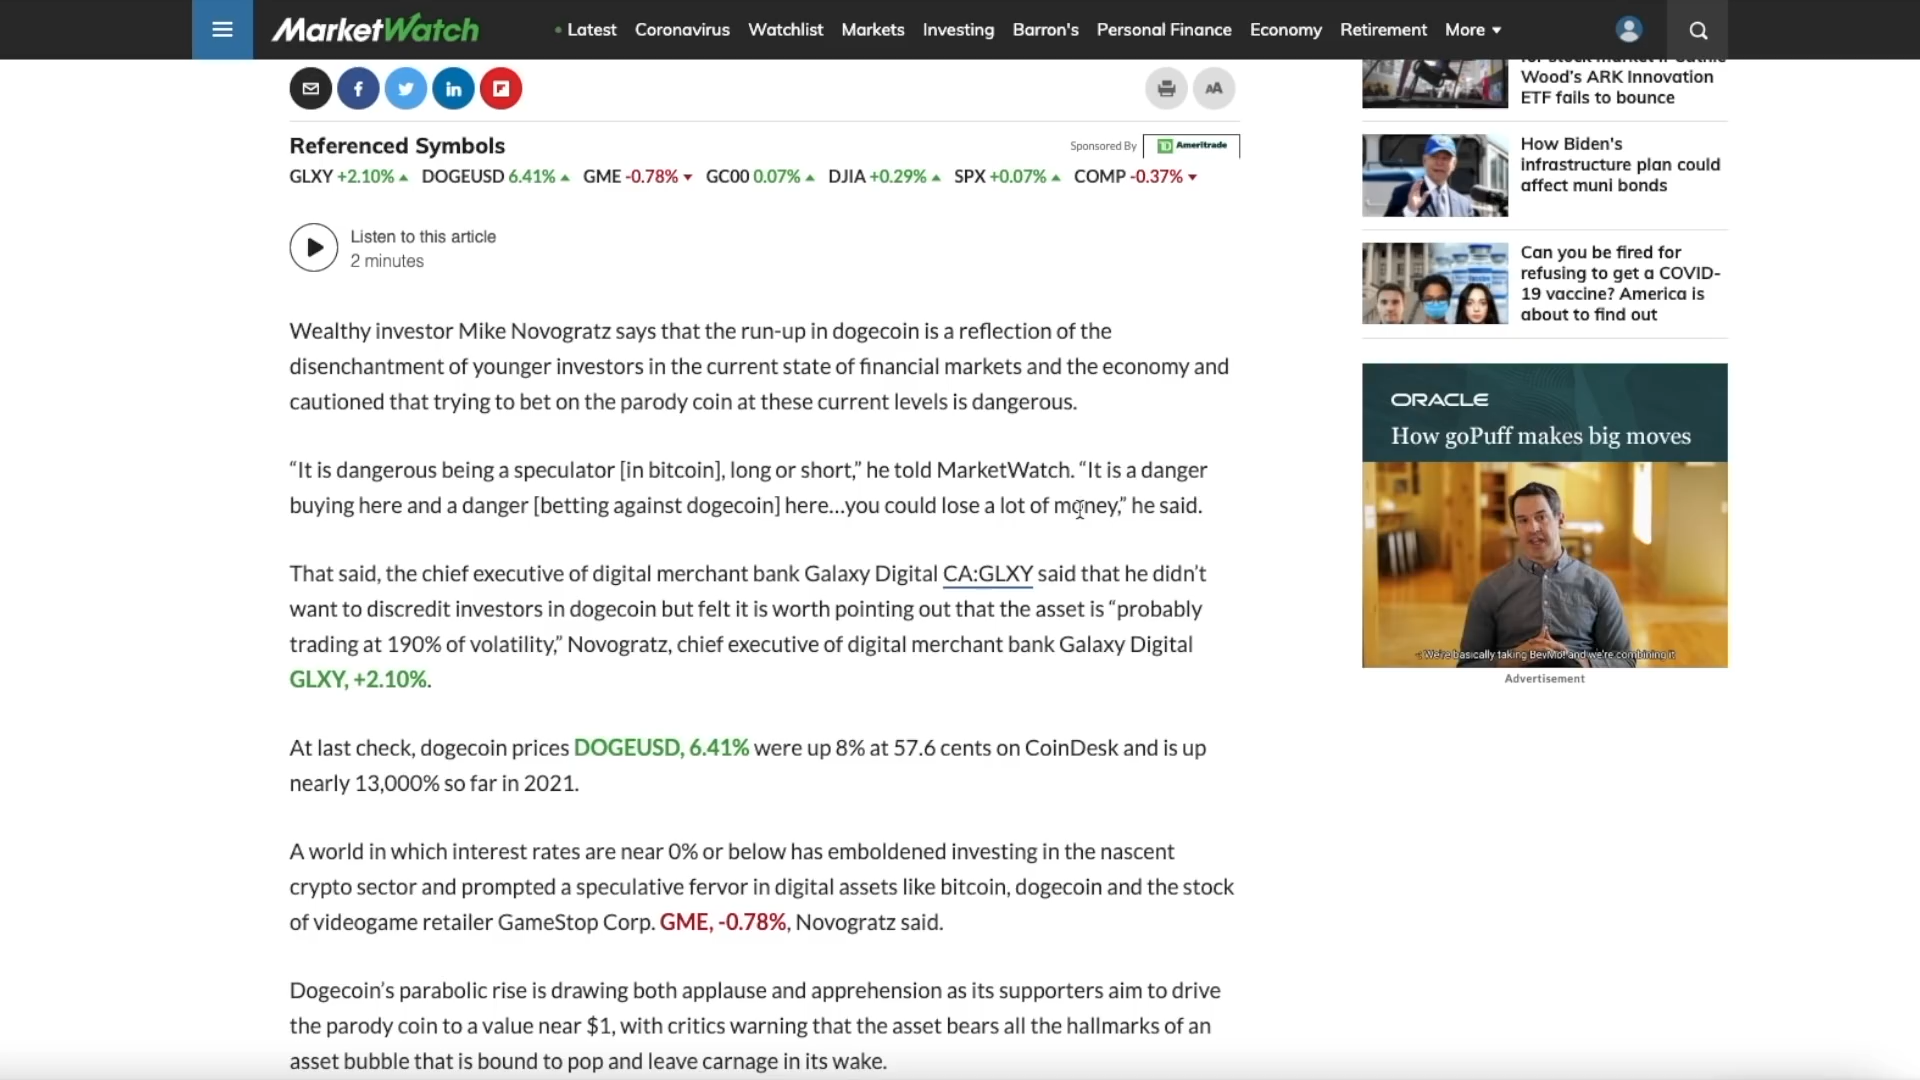 MarketWatch
Latest Coronavirus Watchlist Markets Investing Barron's Personal Finance Economy Retirement More
AA
Referenced Symbols
Sponsored By TD Ameritrade
GLXY +2.10% DOGEUSD 6.41% GME -0.78% GC00 0.07% DJIA +0.29% SPX +0.07% COMP -0.37%
Listen to this article
2 minutes
Wealthy investor Mike Novogratz says that the run-up in dogecoin is a reflection of the
disenchantment of younger investors in the current state of financial markets and the economy and
cautioned that trying to bet on the parody coin at these current levels is dangerous.
“It is dangerous being a speculator [in bitcoin], long or short,” he told MarketWatch. “It is a danger
buying here and a danger [betting against dogecoin] here…you could lose a lot of money,” he said.
That said, the chief executive of digital merchant bank Galaxy Digital CA:GLXY said that he didn’t
want to discredit investors in dogecoin but felt it is worth pointing out that the asset is “probably
trading at 190% of volatility,” Novogratz, chief executive of digital merchant bank Galaxy Digital
GLXY, +2.10%.
At last check, dogecoin prices DOGEUSD, 6.41% were up 8% at 57.6 cents on CoinDesk and is up
nearly 13,000% so far in 2021.
A world in which interest rates are near 0% or below has emboldened investing in the nascent
crypto sector and prompted a speculative fervor in digital assets like bitcoin, dogecoin and the stock
of videogame retailer GameStop Corp. GME, -0.78%, Novogratz said.
Dogecoin’s parabolic rise is drawing both applause and apprehension as its supporters aim to drive
the parody coin to a value near $1, with critics warning that the asset bears all the hallmarks of an
asset bubble that is bound to pop and leave carnage in its wake.
Wood’s ARK Innovation
ETF fails to bounce
How Biden's
infrastructure plan could
affect muni bonds
Can you be fired for
refusing to get a COVID-
19 vaccine? America is
about to find out
ORACLE
How goPuff makes big moves
- We're basically taking BevMo! and we're combining it
Advertisement